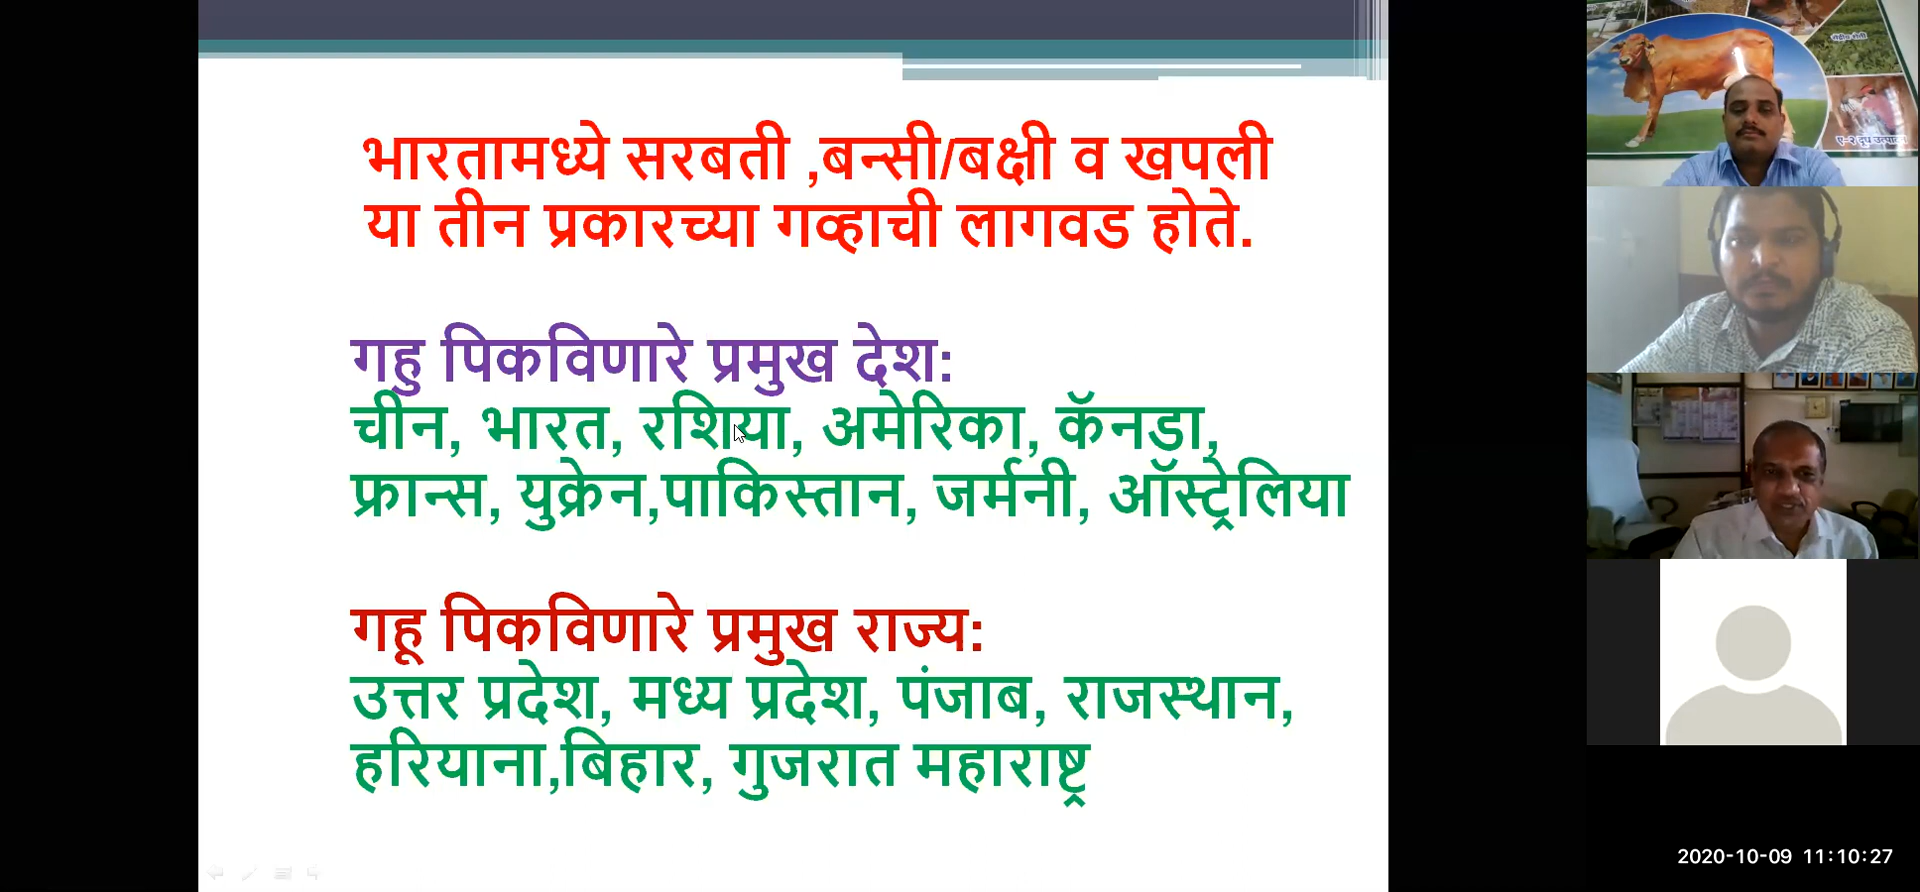 भारतामध्ये सरबती ,बन्सी/बक्षी व खपली
या तीन प्रकारच्या गव्हाची लागवड होते.
गहु पिकविणारे प्रमुख देश:
चीन, भारत, रशिया, अमेरिका, कॅनडा,
फ्रान्स, युक्रेन,पाकिस्तान, जर्मनी, ऑस्ट्रेलिया
गहू पिकविणारे प्रमुख राज्य:
उत्तर प्रदेश, मध्य प्रदेश, पंजाब, राजस्थान,
हरियाना,बिहार, गुजरात महाराष्ट्र
2020-10-09 11:10:27